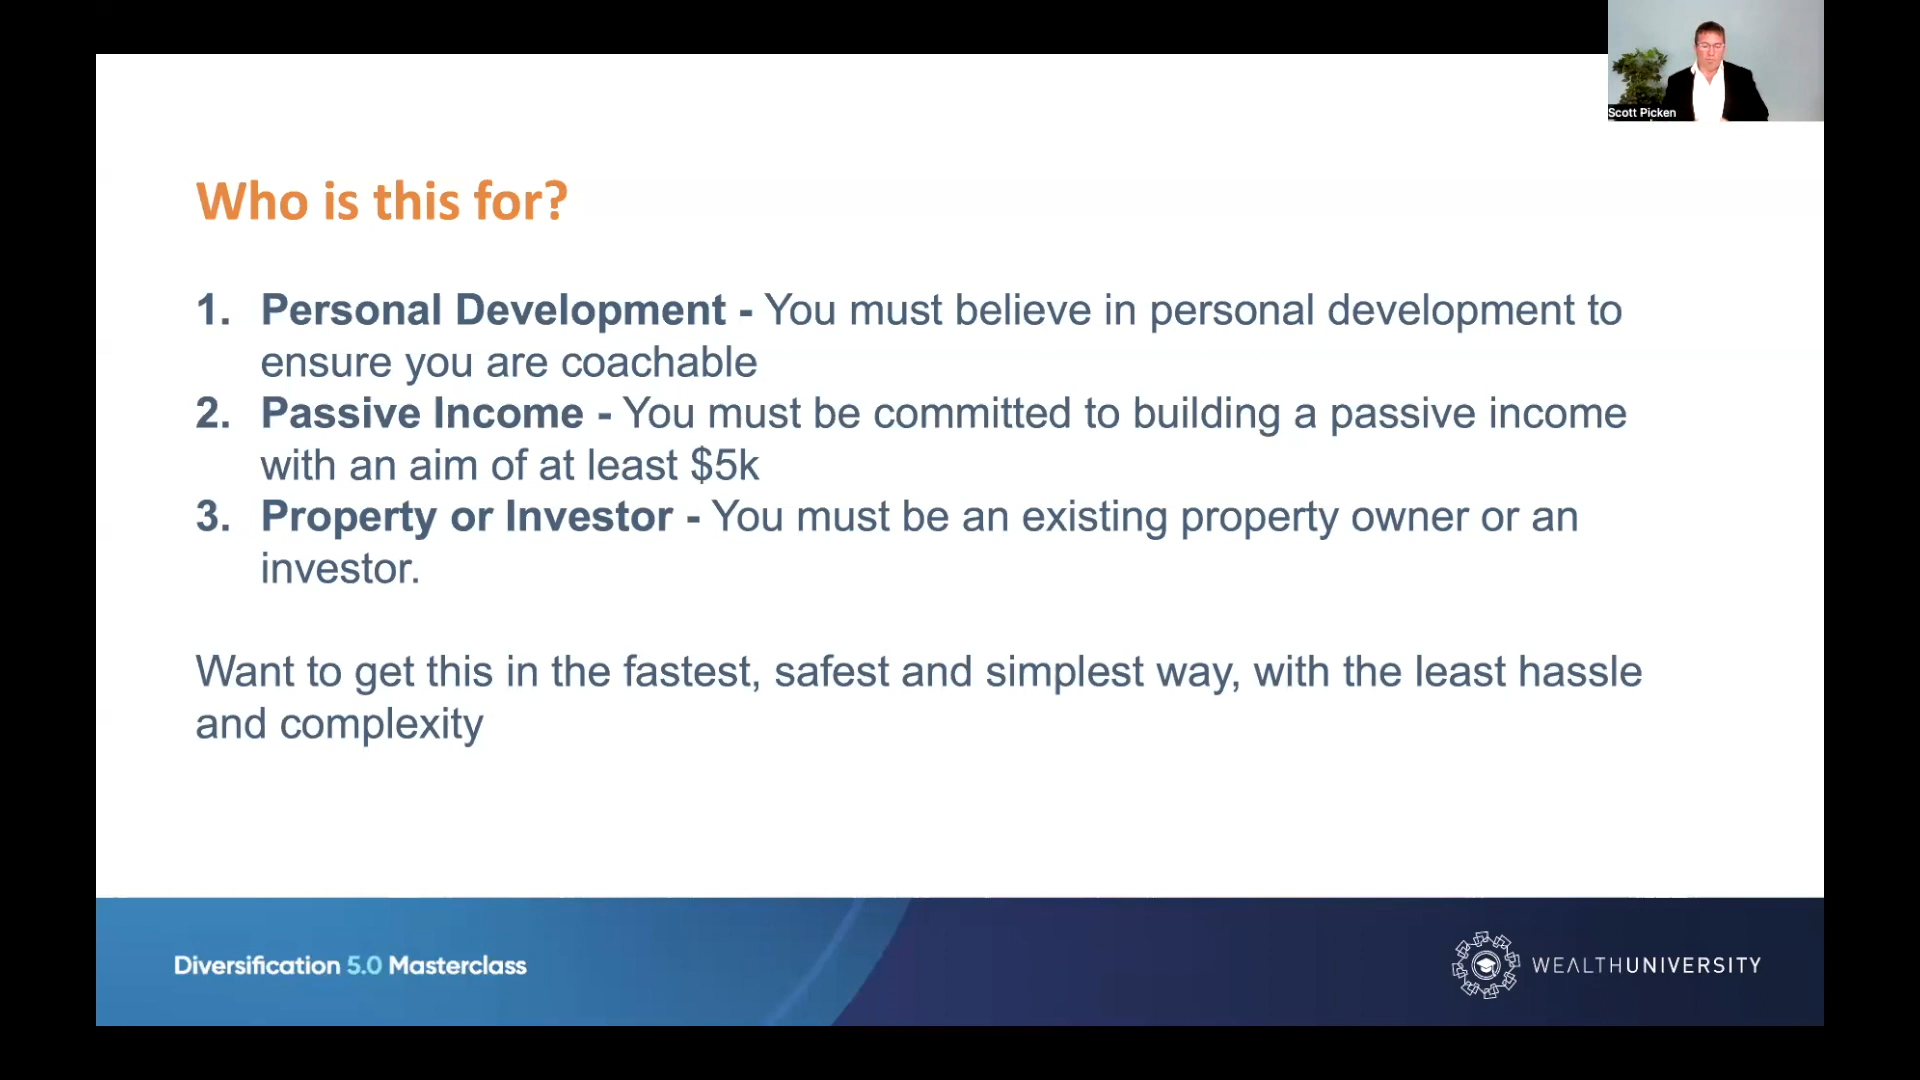 Scott Picken
Who is this for?
1. Personal Development - You must believe in personal development to
ensure you are coachable
2. Passive Income - You must be committed to building a passive income
with an aim of at least $5k
3. Property or Investor - You must be an existing property owner or an
investor.
Want to get this in the fastest, safest and simplest way, with the least hassle
and complexity
Diversification 5.0 Masterclass
WEALTHUNIVERSITY